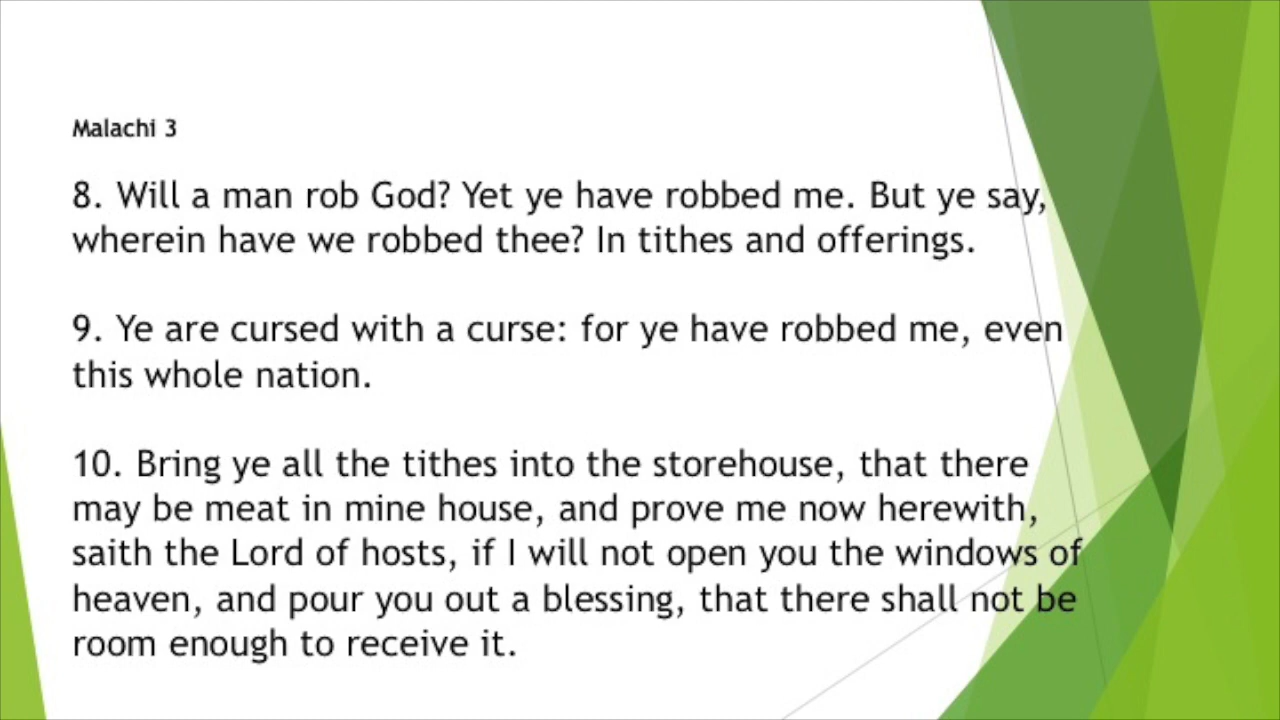 Malachi 3
8. Will a man rob God? Yet ye have robbed me. But ye say,
wherein have we robbed thee? In tithes and offerings.
9. Ye are cursed with a curse: for ye have robbed me, even
this whole nation.
10. Bring ye all the tithes into the storehouse, that there
may be meat in mine house, and prove me now herewith,
saith the Lord of hosts, if I will not open you the windows of
heaven, and pour you out a blessing, that there shall not be
room enough to receive it.